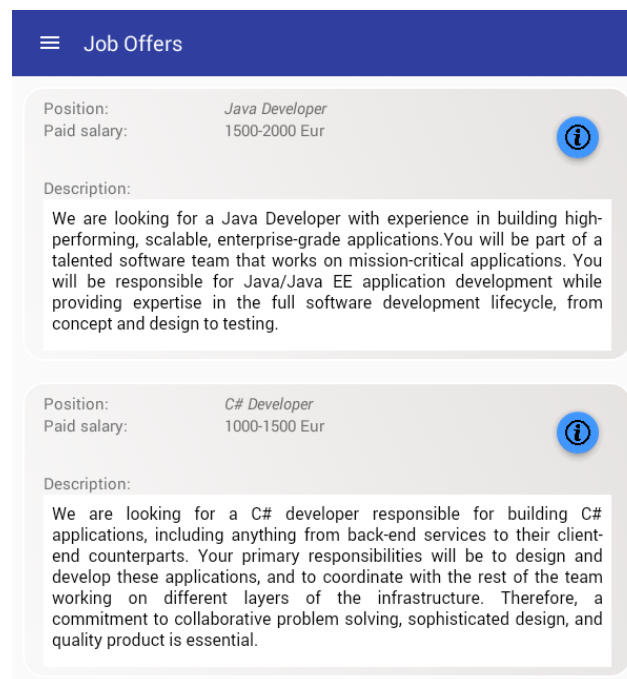 Job Offers
Position: Java Developer
Paid salary: 1500-2000 Eur
Description:
We are looking for a Java Developer with experience in building high-
performing, scalable, enterprise-grade applications.You will be part of a
talented software team that works on mission-critical applications. You
will be responsible for Java/Java EE application development while
providing expertise in the full software development lifecycle, from
concept and design to testing.
Position: C# Developer
Paid salary: 1000-1500 Eur
Description:
We are looking for a C# developer responsible for building C#
applications, including anything from back-end services to their client-
end counterparts. Your primary responsibilities will be to design and
develop these applications, and to coordinate with the rest of the team
working on different layers of the infrastructure. Therefore, a
commitment to collaborative problem solving, sophisticated design, and
quality product is essential.